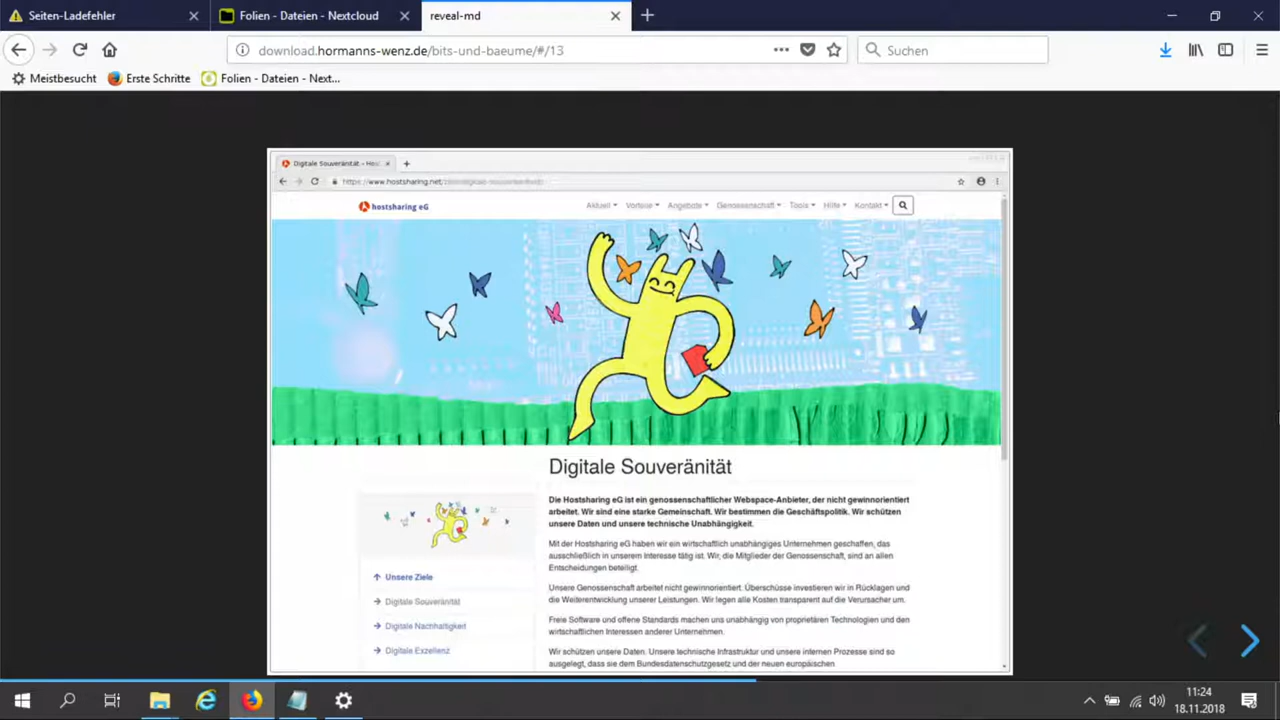 Seiten-Ladefehler
Folien - Dateien - Nextcloud
reveal-md
download.hormanns-wenz.de/bits-und-baeume/#/13
Suchen
Meistbesucht
Erste Schritte
Folien - Dateien - Next...
Digitale Souveränität - Host
https://www.hostsharing.net/
hostsharing eG
Aktuell
Vorteile
Angebote
Genossenschaft
Tools
Hilfe
Kontakt
Digitale Souveränität
Die Hostsharing eG ist ein genossenschaftlicher Webspace-Anbieter, der nicht gewinnorientiert
arbeitet. Wir sind eine starke Gemeinschaft. Wir bestimmen die Geschäftspolitik. Wir schützen
unsere Daten und unsere technische Unabhängigkeit.
Mit der Hostsharing eG haben wir ein wirtschaftlich unabhängiges Unternehmen geschaffen, das
ausschließlich in unserem Interesse tätig ist. Wir, die Mitglieder der Genossenschaft, sind an allen
Entscheidungen beteiligt.
Unsere Genossenschaft arbeitet nicht gewinnorientiert. Überschüsse investieren wir in Rücklagen und
die Weiterentwicklung unserer Leistungen. Wir legen alle Kosten transparent auf die Verursacher um.
Freie Software und offene Standards machen uns unabhängig von proprietären Technologien und den
wirtschaftlichen Interessen anderer Unternehmen.
Wir schützen unsere Daten. Unsere technische Infrastruktur und unsere internen Prozesse sind so
ausgelegt, dass sie dem Bundesdatenschutzgesetz und der neuen europäischen
Unsere Ziele
Digitale Souveränität
Digitale Nachhaltigkeit
Digitale Exzellenz
11:24
18.11.2018